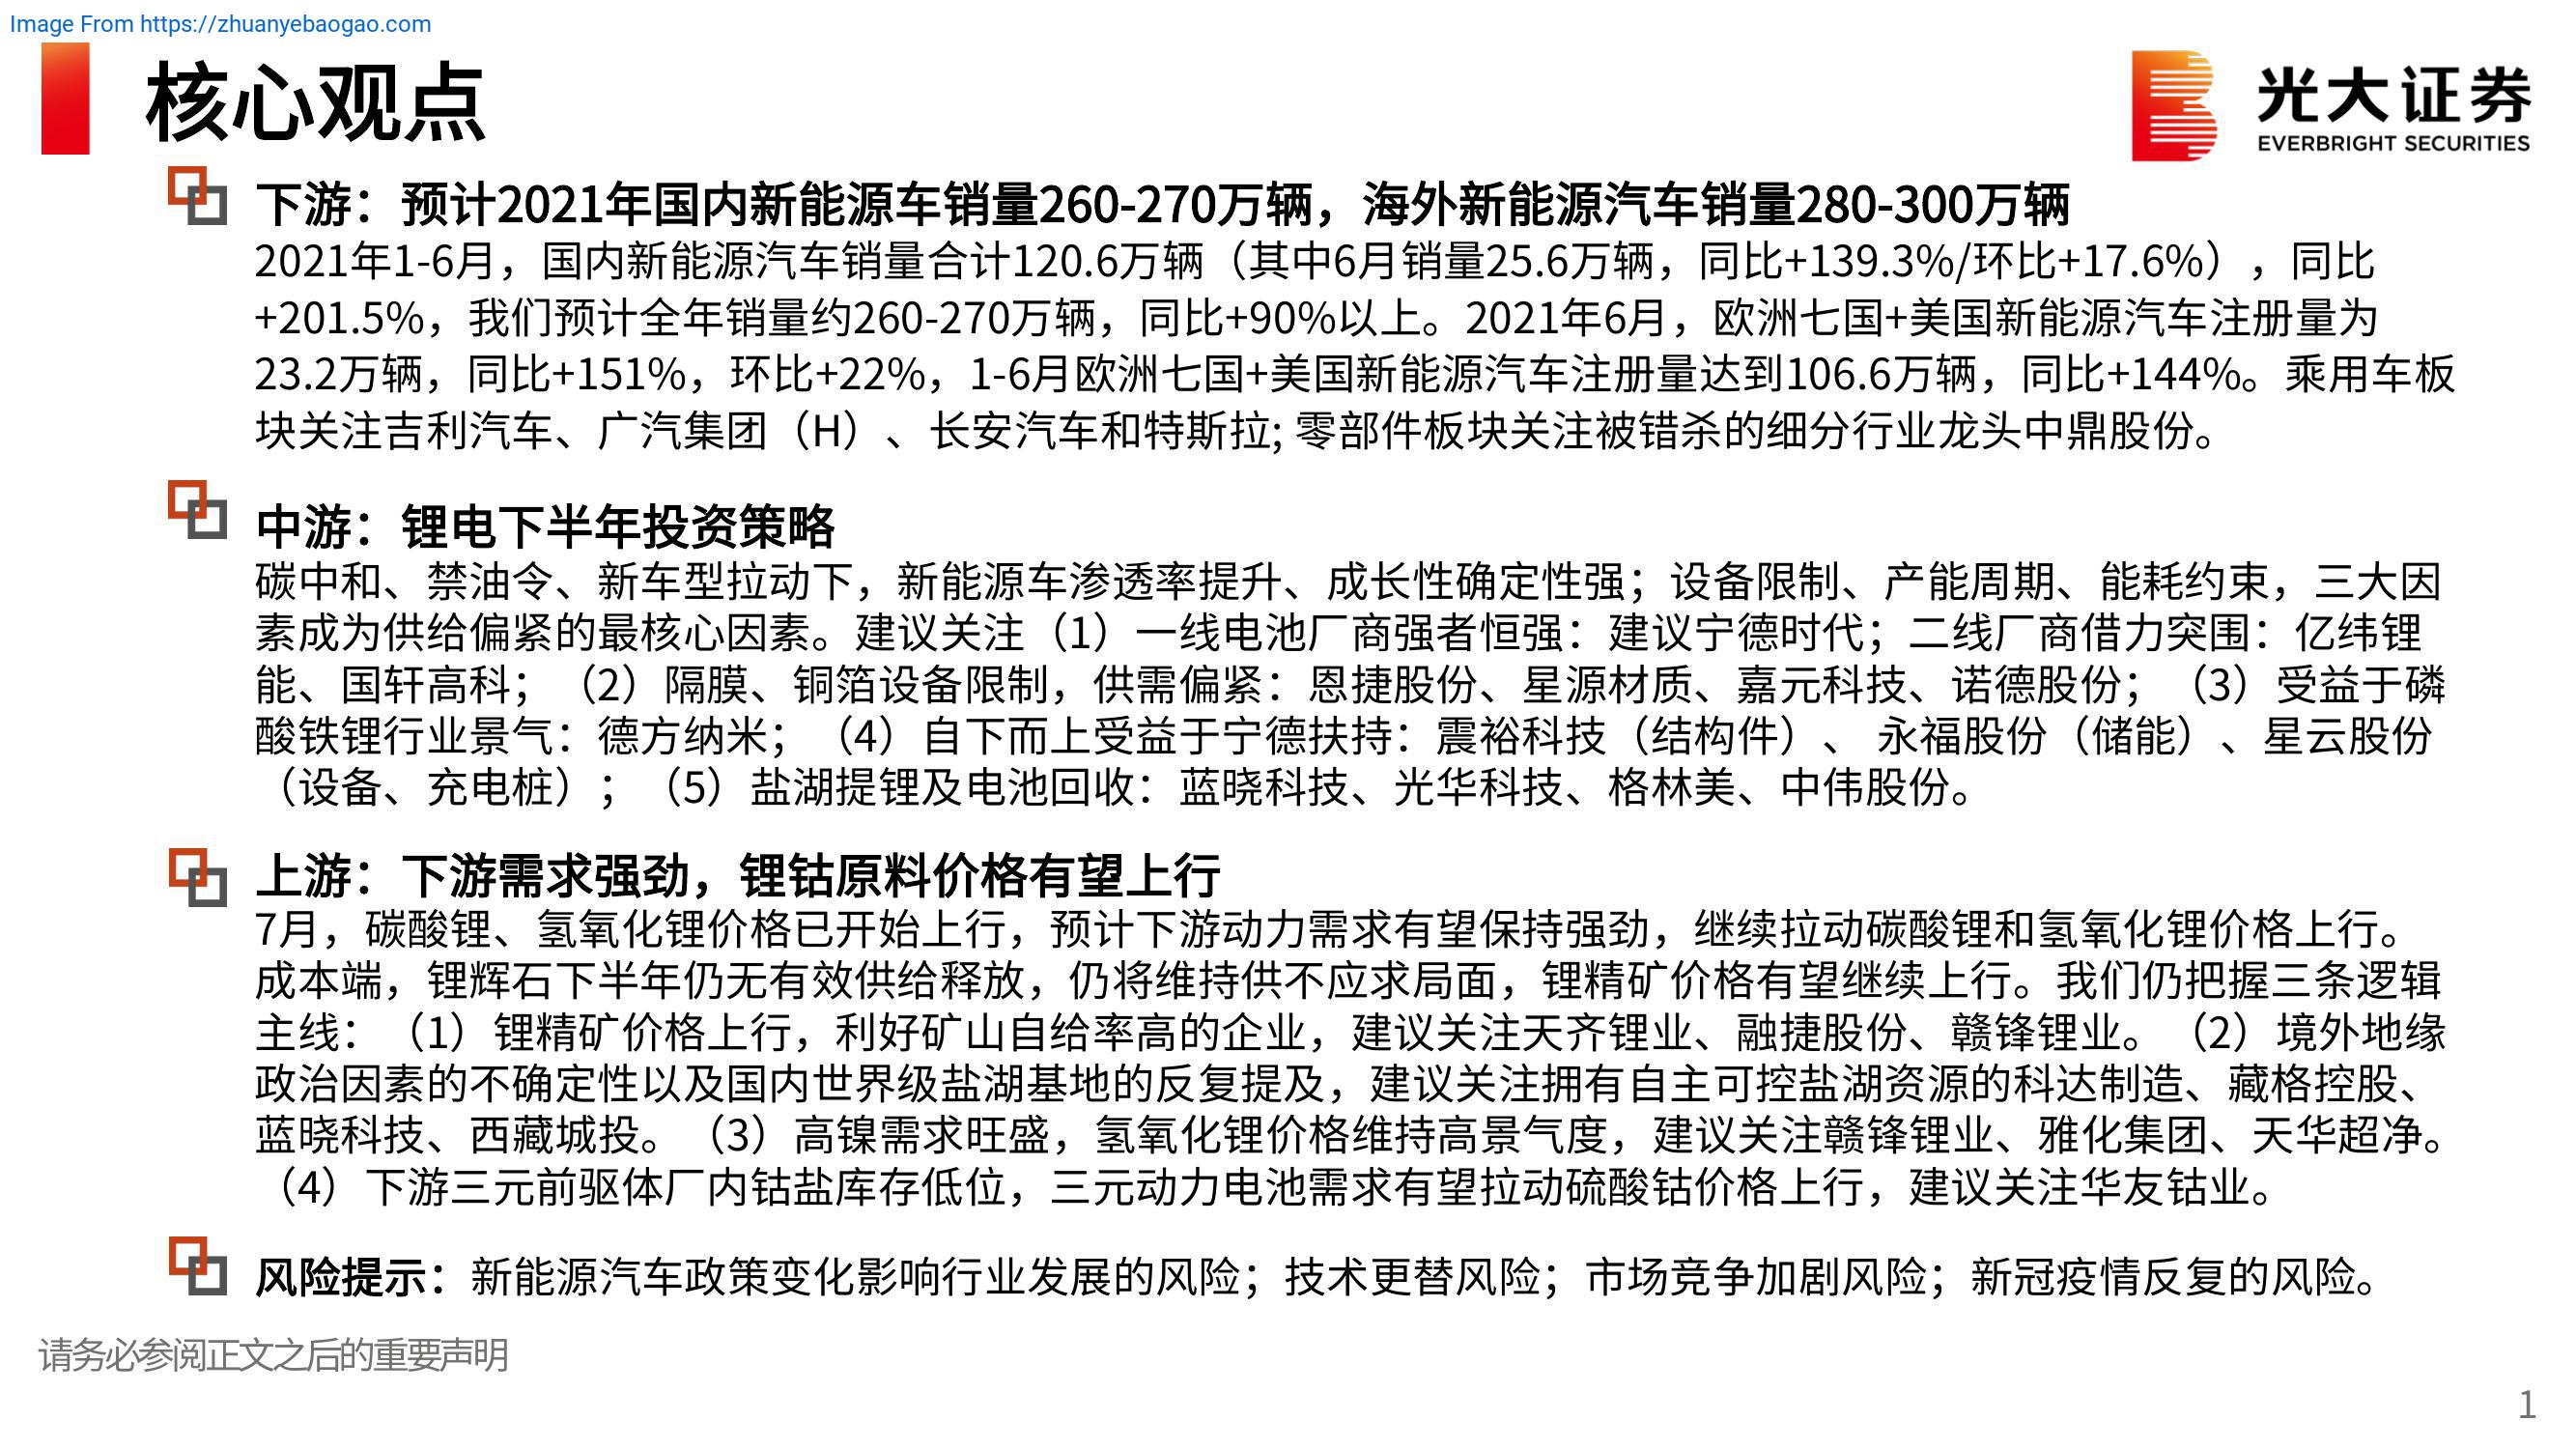 Image From https://zhuanyebaogao.com
核心观点
光大证券
EVERBRIGHT SECURITIES
下游：预计2021年国内新能源车销量260-270万辆，海外新能源汽车销量280-300万辆
2021年1-6月，国内新能源汽车销量合计120.6万辆（其中6月销量25.6万辆，同比+139.3%/环比+17.6%），同比
+201.5%，我们预计全年销量约260-270万辆，同比+90%以上。2021年6月，欧洲七国+美国新能源汽车注册量为
23.2万辆，同比+151%，环比+22%，1-6月欧洲七国+美国新能源汽车注册量达到106.6万辆，同比+144%。乘用车板
块关注吉利汽车、广汽集团（H）、长安汽车和特斯拉; 零部件板块关注被错杀的细分行业龙头中鼎股份。
中游：锂电下半年投资策略
碳中和、禁油令、新车型拉动下，新能源车渗透率提升、成长性确定性强；设备限制、产能周期、能耗约束，三大因
素成为供给偏紧的最核心因素。建议关注（1）一线电池厂商强者恒强：建议宁德时代；二线厂商借力突围：亿纬锂
能、国轩高科；（2）隔膜、铜箔设备限制，供需偏紧：恩捷股份、星源材质、嘉元科技、诺德股份；（3）受益于磷
酸铁锂行业景气：德方纳米；（4）自下而上受益于宁德扶持：震裕科技（结构件）、 永福股份（储能）、星云股份
（设备、充电桩）；（5）盐湖提锂及电池回收：蓝晓科技、光华科技、格林美、中伟股份。
上游：下游需求强劲，锂钴原料价格有望上行
7月，碳酸锂、氢氧化锂价格已开始上行，预计下游动力需求有望保持强劲，继续拉动碳酸锂和氢氧化锂价格上行。
成本端，锂辉石下半年仍无有效供给释放，仍将维持供不应求局面，锂精矿价格有望继续上行。我们仍把握三条逻辑
主线：（1）锂精矿价格上行，利好矿山自给率高的企业，建议关注天齐锂业、融捷股份、赣锋锂业。（2）境外地缘
政治因素的不确定性以及国内世界级盐湖基地的反复提及，建议关注拥有自主可控盐湖资源的科达制造、藏格控股、
蓝晓科技、西藏城投。（3）高镍需求旺盛，氢氧化锂价格维持高景气度，建议关注赣锋锂业、雅化集团、天华超净。
（4）下游三元前驱体厂内钴盐库存低位，三元动力电池需求有望拉动硫酸钴价格上行，建议关注华友钴业。
风险提示：新能源汽车政策变化影响行业发展的风险；技术更替风险；市场竞争加剧风险；新冠疫情反复的风险。
请务必参阅正文之后的重要声明
1